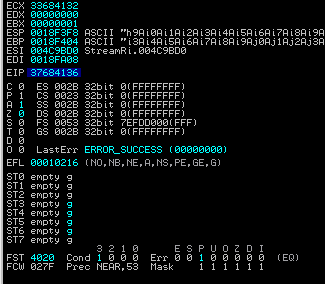 ECX 33684132
EDX 00000000
EBX 00000001
ESP 0018F3F8 ASCII "h9Ai0Ai1Ai2Ai3Ai4Ai5Ai6Ai7Ai8Ai9A
EBP 0018F404 ASCII "i3Ai4Ai5Ai6Ai7Ai8Ai9Aj0Aj1Aj2Aj3A
ESI 004C9BD0 StreamRi.004C9BD0
EDI 0018FA08
EIP 37684136
C 0 ES 002B 32bit 0(FFFFFFFF)
P 1 CS 0023 32bit 0(FFFFFFFF)
A 1 SS 002B 32bit 0(FFFFFFFF)
Z 0 DS 002B 32bit 0(FFFFFFFF)
S 0 FS 0053 32bit 7EFDD000(FFF)
T 0 GS 002B 32bit 0(FFFFFFFF)
D 0
O 0 LastErr ERROR_SUCCESS (00000000)
EFL 00010216 (NO,NB,NE,A,NS,PE,GE,G)
ST0 empty g
ST1 empty g
ST2 empty g
ST3 empty g
ST4 empty g
ST5 empty g
ST6 empty g
ST7 empty g
3 2 1 0 E S P U O Z D I
FST 4020 Cond 1 0 0 0 Err 0 0 1 0 0 0 0 0 (EQ)
FCW 027F Prec NEAR,53 Mask 1 1 1 1 1 1